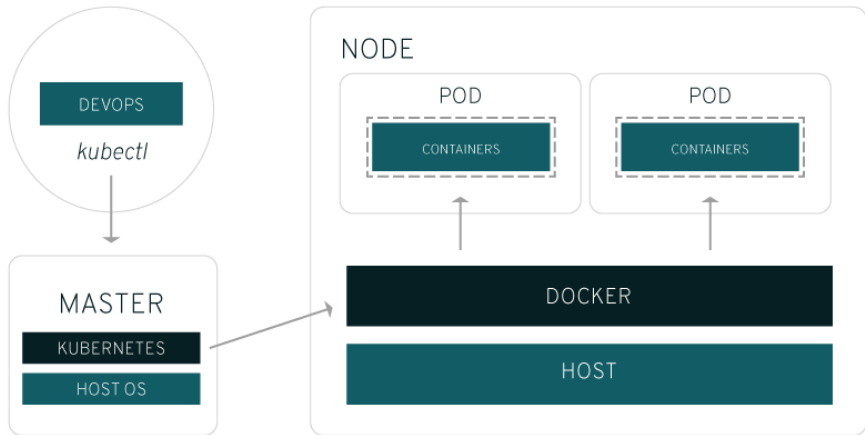 DEVOPS
kubectl
MASTER
KUBERNETES
HOST OS
NODE
POD
CONTAINERS
POD
CONTAINERS
DOCKER
HOST